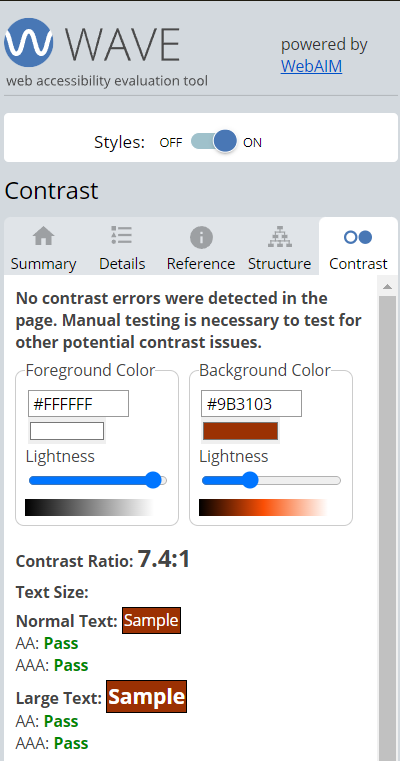 WAVE
web accessibility evaluation tool
powered by
WebAIM
Styles: OFF ON
Contrast
Summary Details Reference Structure Contrast
No contrast errors were detected in the
page. Manual testing is necessary to test for
other potential contrast issues.
Foreground Color
#FFFFFF
Lightness
Background Color
#9B3103
Lightness
Contrast Ratio: 7.4:1
Text Size:
Normal Text: Sample
AA: Pass
AAA: Pass
Large Text: Sample
AA: Pass
AAA: Pass